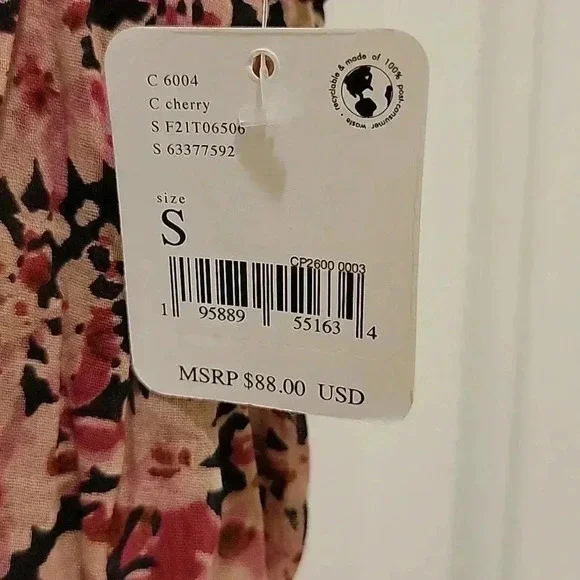 C 6004
C cherry
S F21T06506
S 63377592
recyclable & made of 100% post-consumer waste
size
S
CP2600 0003
1 95889 55163 4
MSRP $88.00 USD